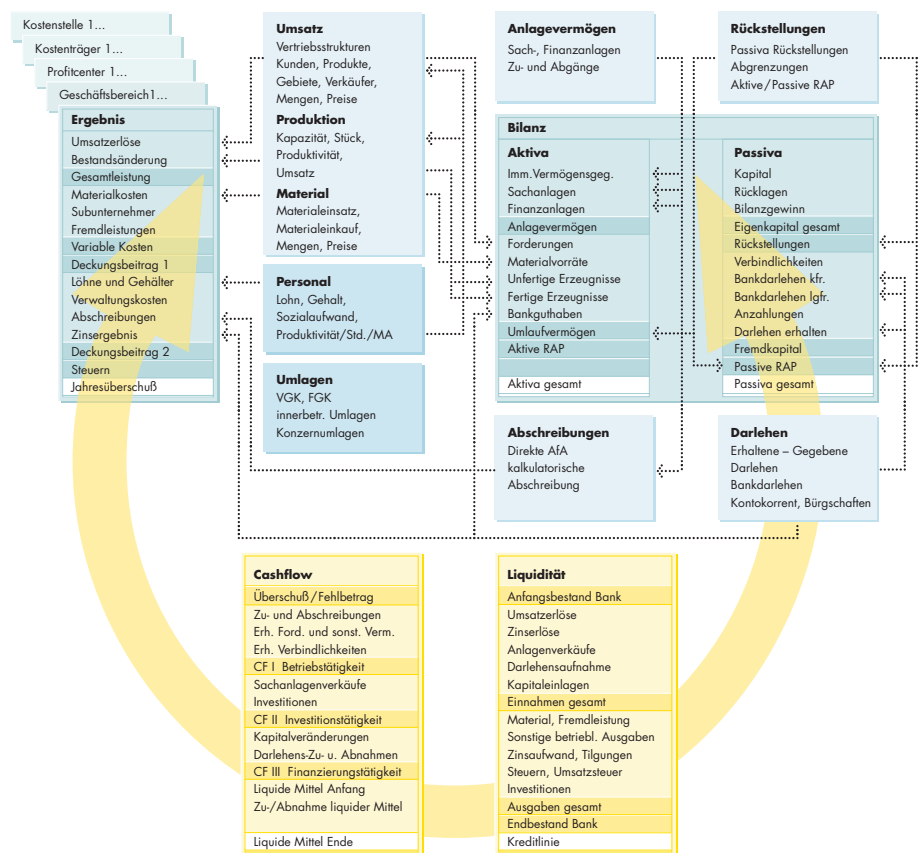 Kostenstelle 1...
Kostenträger 1...
Profitcenter 1...
Geschäftsbereich1...
Ergebnis
Umsatzerlöse
Bestandsänderung
Gesamtleistung
Materialkosten
Subunternehmer
Fremdleistungen
Variable Kosten
Deckungsbeitrag 1
Löhne und Gehälter
Verwaltungskosten
Abschreibungen
Zinsergebnis
Deckungsbeitrag 2
Steuern
Jahresüberschuß
Umsatz
Vertriebsstrukturen
Kunden, Produkte,
Gebiete, Verkäufer,
Mengen, Preise
Produktion
Kapazität, Stück,
Produktivität,
Umsatz
Material
Materialeinsatz,
Materialeinkauf,
Mengen, Preise
Personal
Lohn, Gehalt,
Sozialaufwand,
Produktivität/Std./MA
Umlagen
VGK, FGK
innerbetr. Umlagen
Konzernumlagen
Anlagevermögen
Sach-, Finanzanlagen
Zu- und Abgänge
Rückstellungen
Passiva Rückstellungen
Abgrenzungen
Aktive/Passive RAP
Bilanz
Aktiva
Imm.Vermögensgeg.
Sachanlagen
Finanzanlagen
Anlagevermögen
Forderungen
Materialvorräte
Unfertige Erzeugnisse
Fertige Erzeugnisse
Bankguthaben
Umlaufvermögen
Aktive RAP
Aktiva gesamt
Passiva
Kapital
Rücklagen
Bilanzgewinn
Eigenkapital gesamt
Rückstellungen
Verbindlichkeiten
Bankdarlehen kfr.
Bankdarlehen lgfr.
Anzahlungen
Darlehen erhalten
Fremdkapital
Passive RAP
Passiva gesamt
Abschreibungen
Direkte AfA
kalkulatorische
Abschreibung
Darlehen
Erhaltene – Gegebene
Darlehen
Bankdarlehen
Kontokorrent, Bürgschaften
Cashflow
Überschuß/Fehlbetrag
Zu- und Abschreibungen
Erh. Ford. und sonst. Verm.
Erh. Verbindlichkeiten
CF I Betriebstätigkeit
Sachanlagenverkäufe
Investitionen
CF II Investitionstätigkeit
Kapitalveränderungen
Darlehens-Zu- u. Abnahmen
CF III Finanzierungstätigkeit
Liquide Mittel Anfang
Zu-/Abnahme liquider Mittel
Liquide Mittel Ende
Liquidität
Anfangsbestand Bank
Umsatzerlöse
Zinserlöse
Anlagenverkäufe
Darlehensaufnahme
Kapitaleinlagen
Einnahmen gesamt
Material, Fremdleistung
Sonstige betriebl. Ausgaben
Zinsaufwand, Tilgungen
Steuern, Umsatzsteuer
Investitionen
Ausgaben gesamt
Endbestand Bank
Kreditlinie